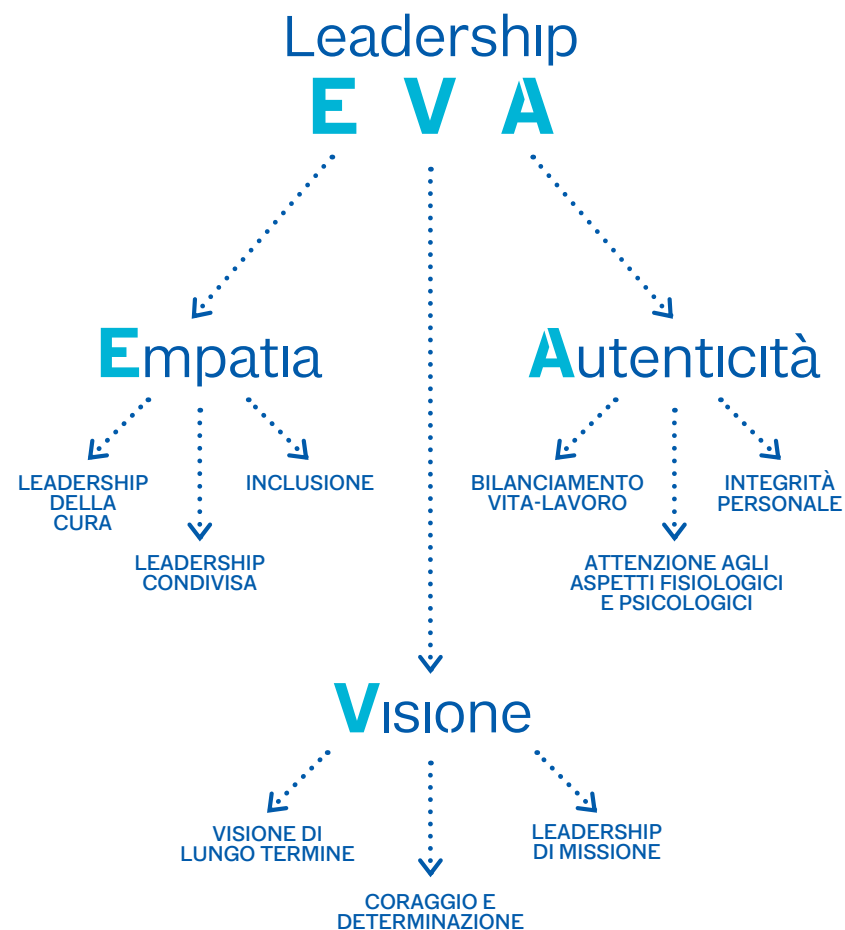 Leadership
E V A
Empatia
Autenticità
LEADERSHIP
DELLA
CURA
INCLUSIONE
LEADERSHIP
CONDIVISA
BILANCIAMENTO
VITA-LAVORO
INTEGRITÀ
PERSONALE
ATTENZIONE AGLI
ASPETTI FISIOLOGICI
E PSICOLOGICI
Visione
VISIONE DI
LUNGO TERMINE
LEADERSHIP
DI MISSIONE
CORAGGIO E
DETERMINAZIONE